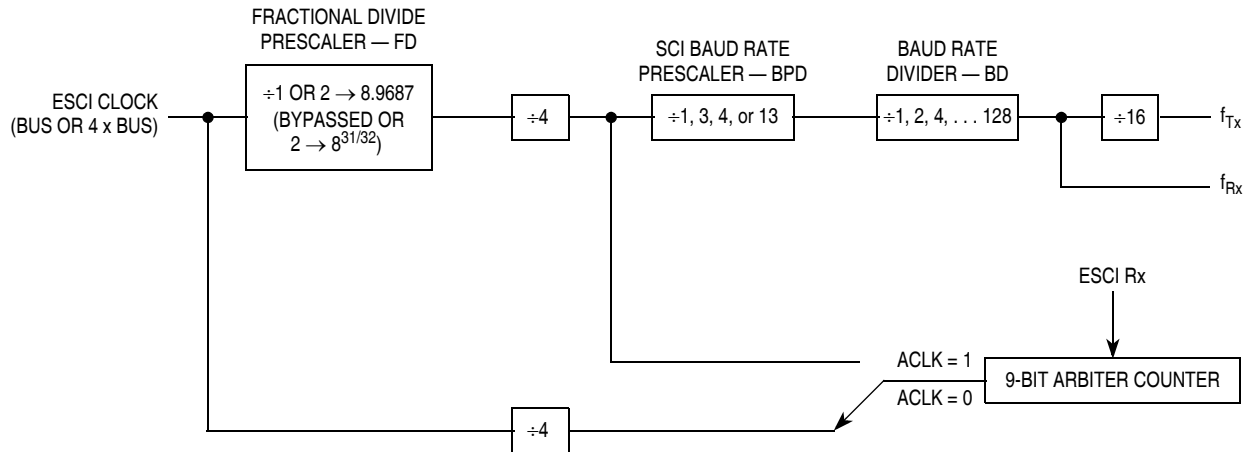 FRACTIONAL DIVIDE
PRESCALER — FD
SCI BAUD RATE
PRESCALER — BPD
BAUD RATE
DIVIDER — BD
ESCI CLOCK
(BUS OR 4 x BUS)
÷1 OR 2 → 8.9687
(BYPASSED OR
2 → 8^31/32)
÷4
÷1, 3, 4, or 13
÷1, 2, 4, . . . 128
÷16
fTx
fRx
ESCI Rx
ACLK = 1
ACLK = 0
9-BIT ARBITER COUNTER
÷4